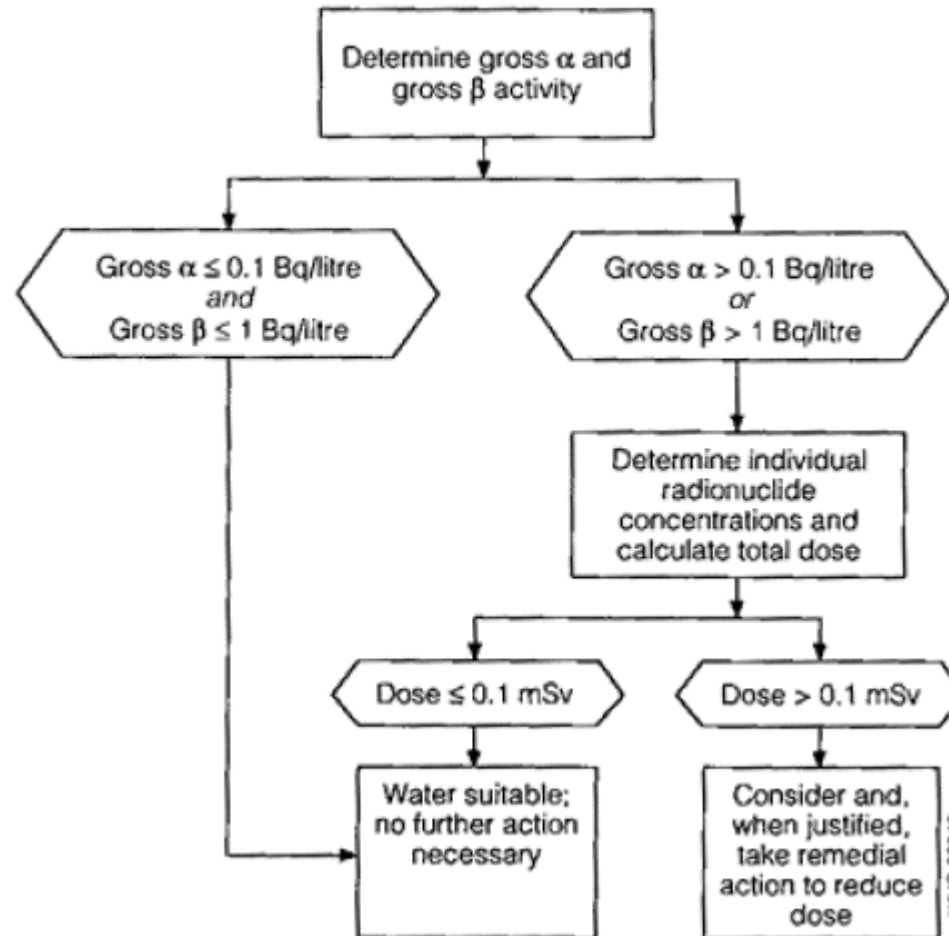 Determine gross α and
gross β activity
Gross α ≤ 0.1 Bq/litre
and
Gross β ≤ 1 Bq/litre
Gross α > 0.1 Bq/litre
or
Gross β > 1 Bq/litre
Determine individual
radionuclide
concentrations and
calculate total dose
Dose ≤ 0.1 mSv
Dose > 0.1 mSv
Water suitable;
no further action
necessary
Consider and,
when justified,
take remedial
action to reduce
dose